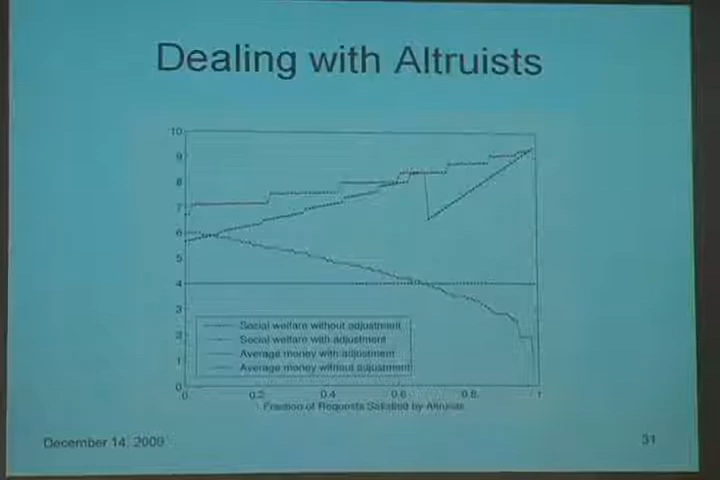 Dealing with Altruists
10
9
8
7
6
5
4
3
2
1
0
Social welfare without adjustment
Social welfare with adjustment
Average money with adjustment
Average money without adjustment
0 0.2 0.4 0.6 0.8 1
Fraction of Requests Satisfied by Altruists
December 14, 2009
31